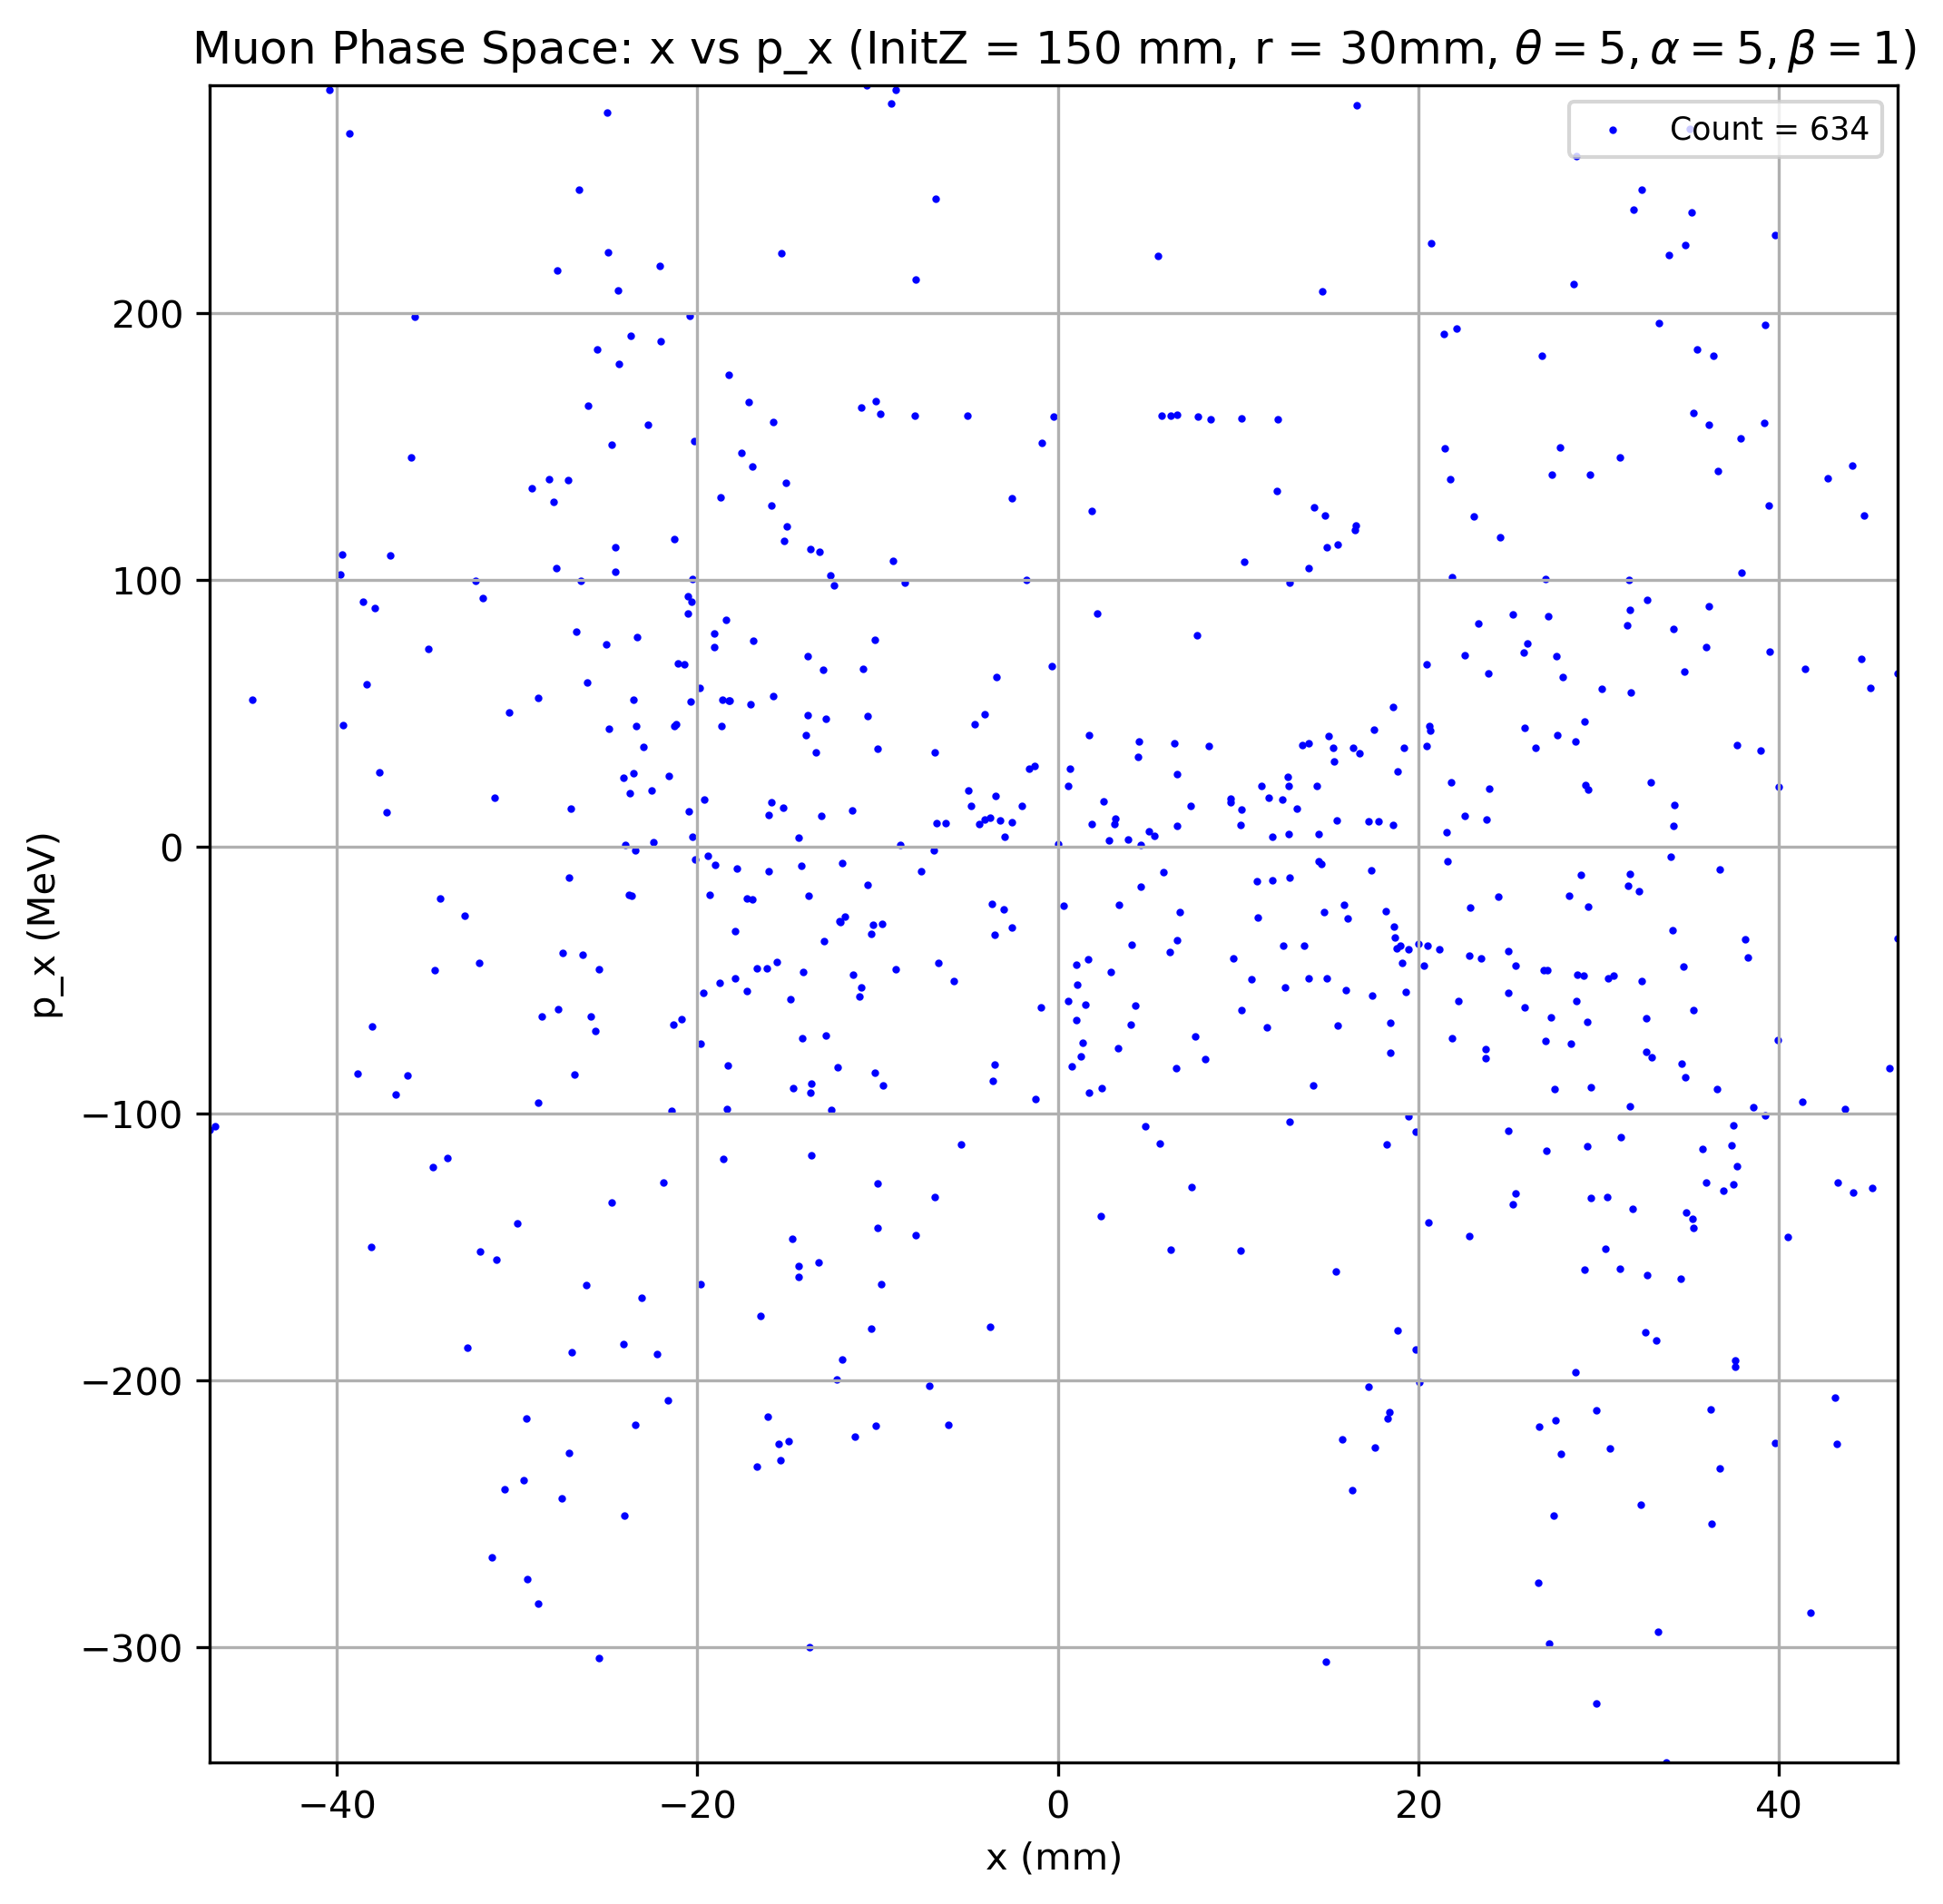 Muon Phase Space: x vs p_x (InitZ = 150 mm, r = 30mm, θ = 5, α = 5, β = 1)
Count = 634
200
100
0
−100
−200
−300
p_x (MeV)
−40
−20
0
20
40
x (mm)